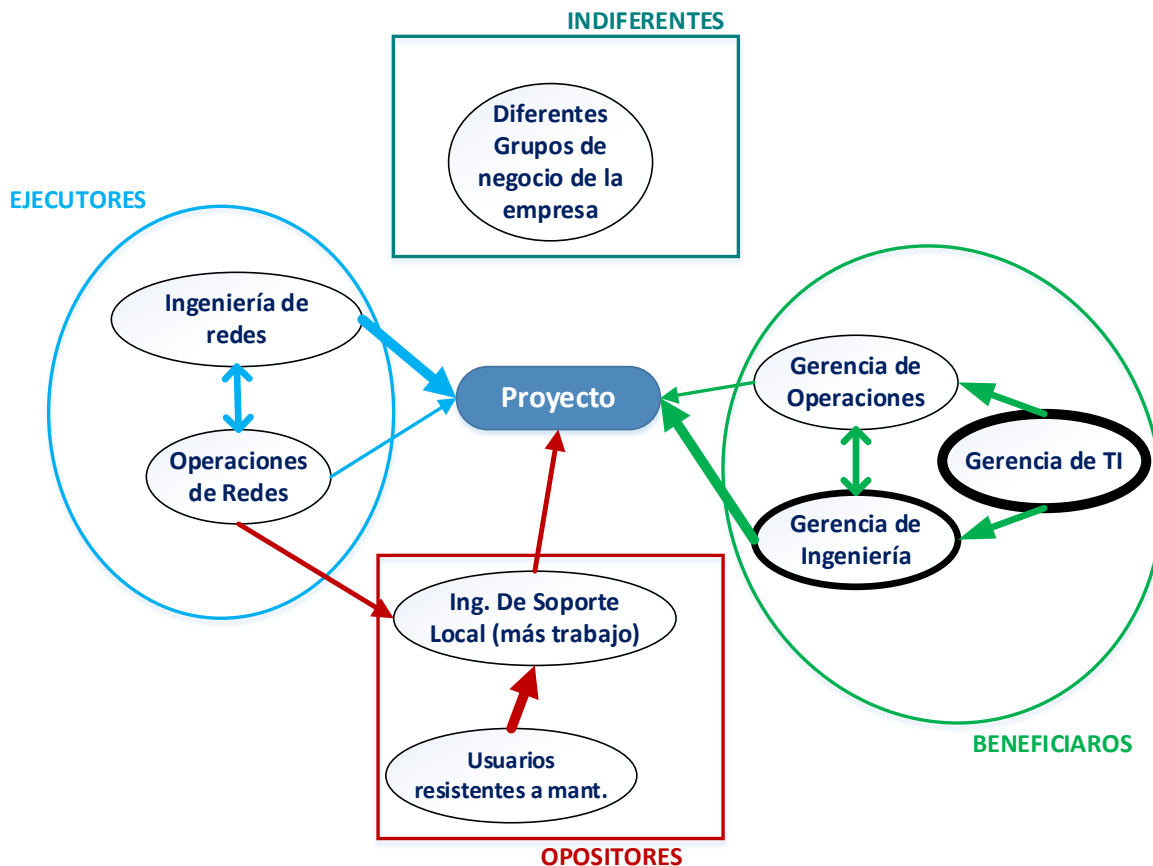 INDIFERENTES
Diferentes
Grupos de
negocio de la
empresa
EJECUTORES
Ingeniería de
redes
Operaciones
de Redes
Proyecto
Gerencia de
Operaciones
Gerencia de TI
Gerencia de
Ingeniería
BENEFICIAROS
Ing. De Soporte
Local (más trabajo)
Usuarios
resistentes a mant.
OPOSITORES